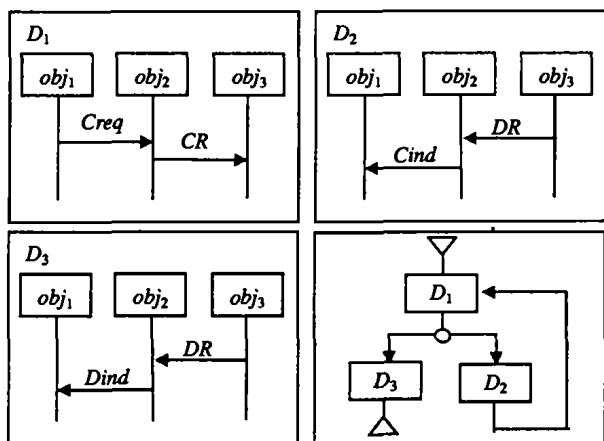 D₁
obj₁ obj₂ obj₃
Creq
CR
D₂
obj₁ obj₂ obj₃
DR
Cind
D₃
obj₁ obj₂ obj₃
DR
Dind
D₁
D₃ D₂